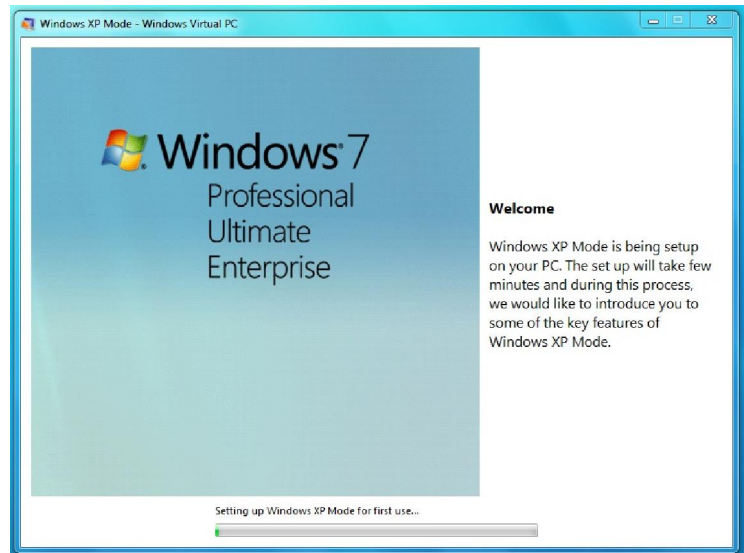 Windows XP Mode - Windows Virtual PC
Windows 7
Professional
Ultimate
Enterprise
Welcome
Windows XP Mode is being setup
on your PC. The set up will take few
minutes and during this process,
we would like to introduce you to
some of the key features of
Windows XP Mode.
Setting up Windows XP Mode for first use...